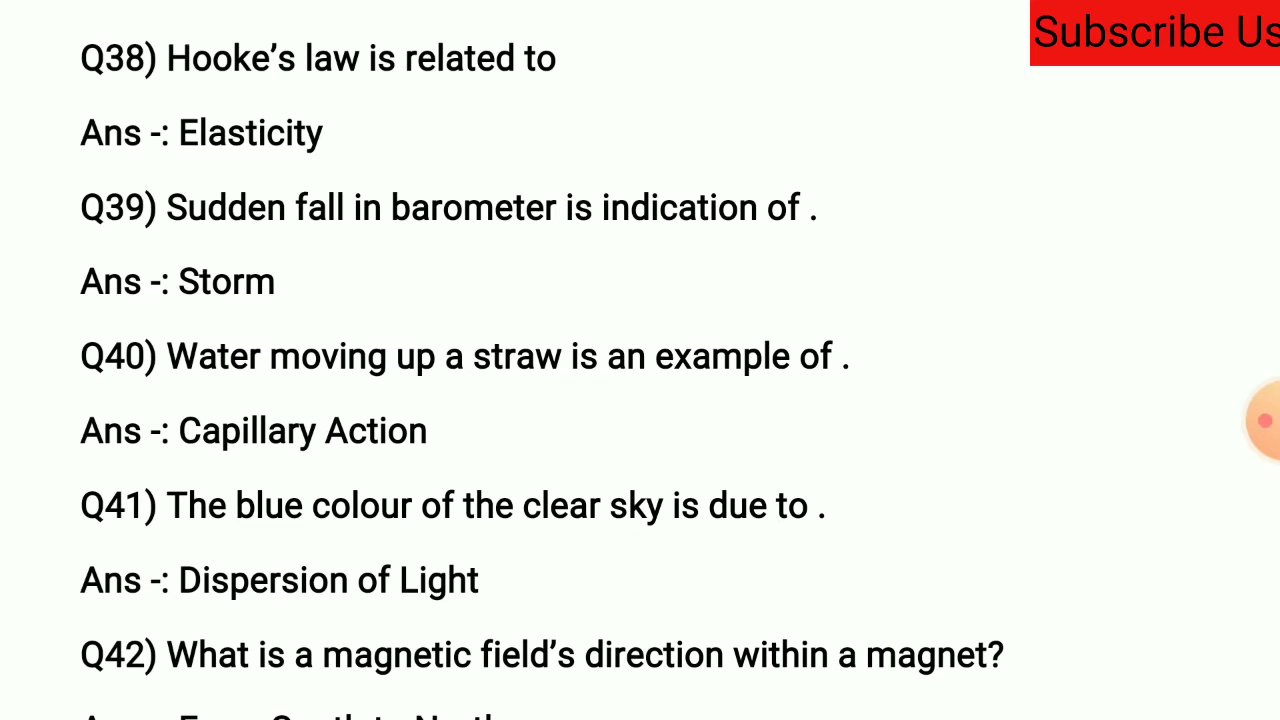 Subscribe Us
Q38) Hooke’s law is related to
Ans -: Elasticity
Q39) Sudden fall in barometer is indication of .
Ans -: Storm
Q40) Water moving up a straw is an example of .
Ans -: Capillary Action
Q41) The blue colour of the clear sky is due to .
Ans -: Dispersion of Light
Q42) What is a magnetic field’s direction within a magnet?